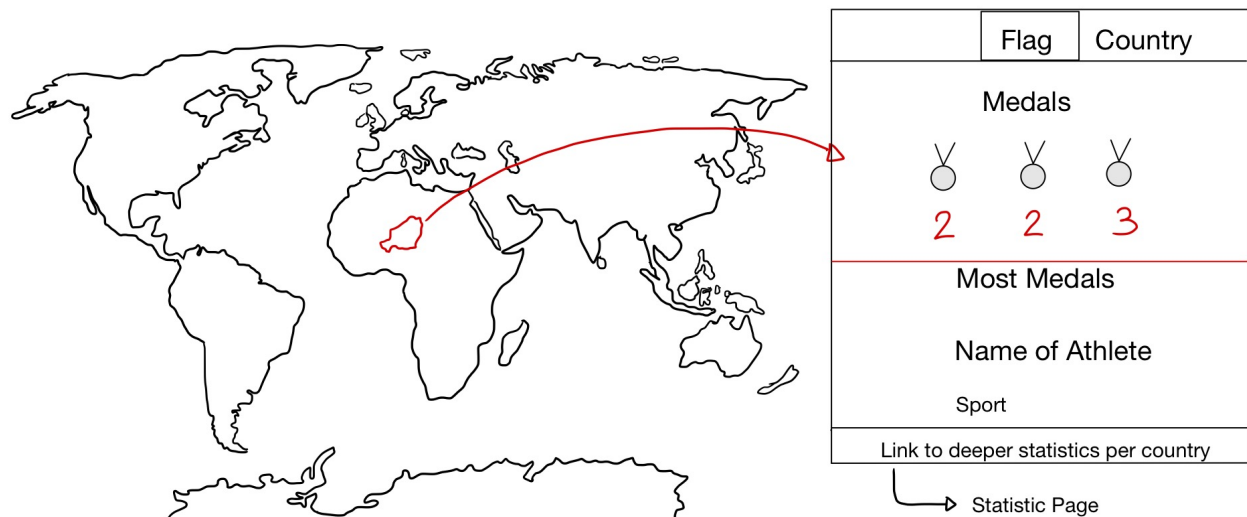 Flag Country
Medals
2 2 3
Most Medals
Name of Athlete
Sport
Link to deeper statistics per country
Statistic Page